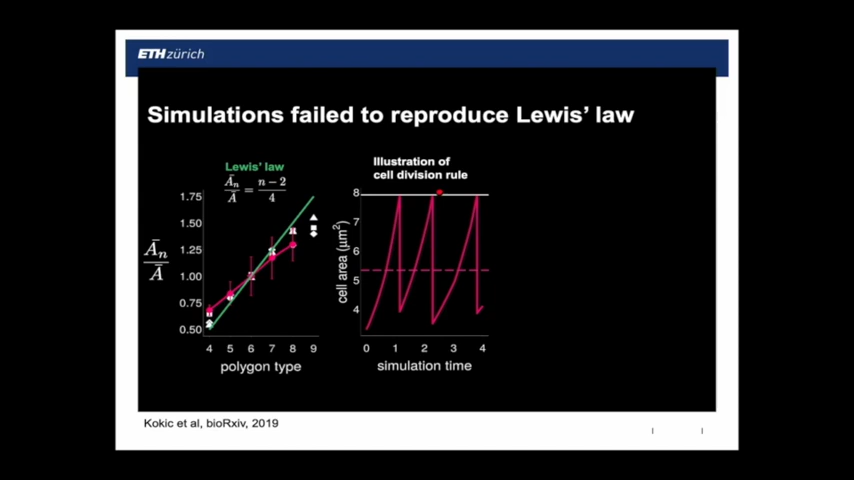 ETH zürich
Simulations failed to reproduce Lewis' law
Lewis' law
Āₙ/Ā = n − 2/4
Illustration of
cell division rule
Āₙ/Ā
1.75
1.50
1.25
1.00
0.75
0.50
4 5 6 7 8 9
polygon type
cell area (μm²)
8
7
6
5
4
0 1 2 3 4
simulation time
Kokic et al, bioRxiv, 2019